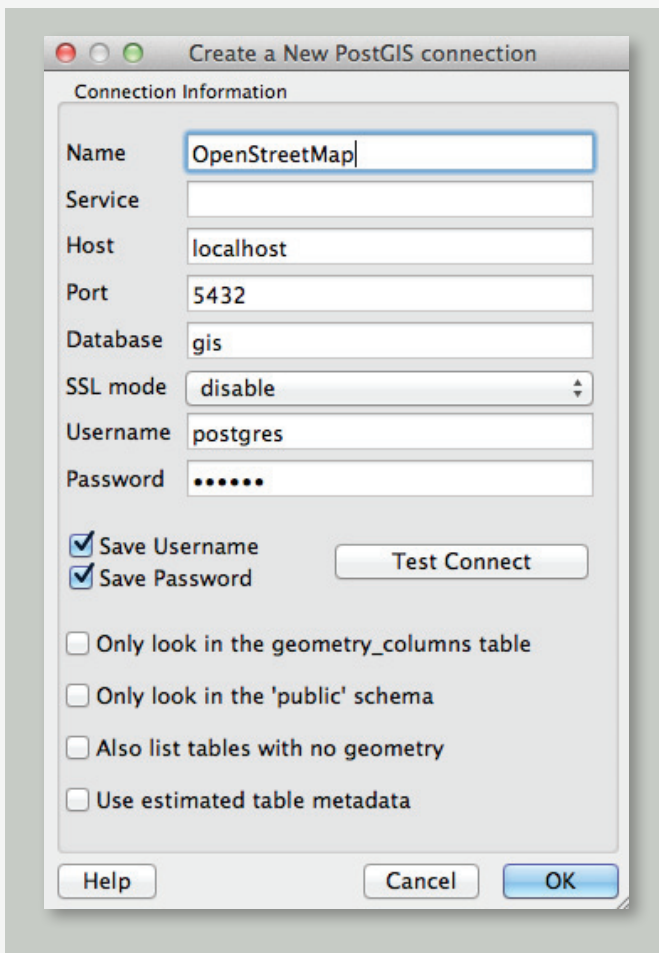 Create a New PostGIS connection
Connection Information
Name OpenStreetMap
Service
Host localhost
Port 5432
Database gis
SSL mode disable
Username postgres
Password ••••••
Save Username
Save Password
Test Connect
Only look in the geometry_columns table
Only look in the 'public' schema
Also list tables with no geometry
Use estimated table metadata
Help Cancel OK